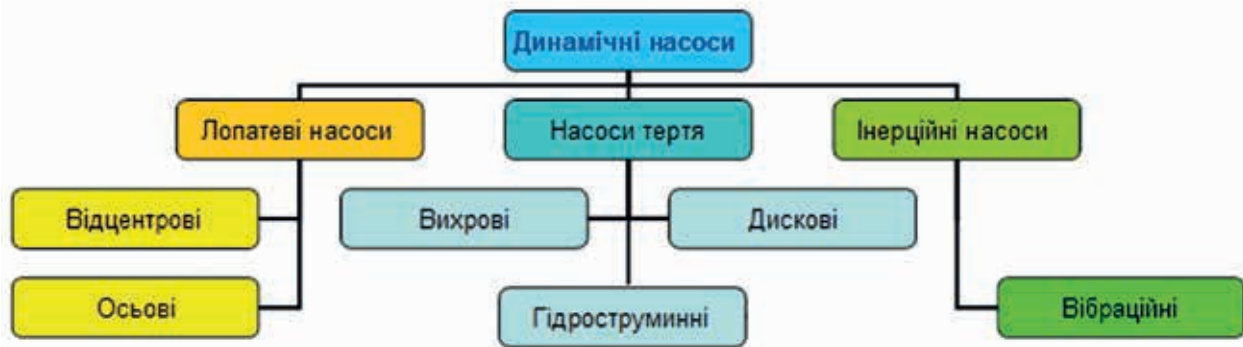 Динамічні насоси
Лопатеві насоси
Насоси тертя
Інерційні насоси
Відцентрові
Вихрові
Дискові
Осьові
Гідроструминні
Вібраційні